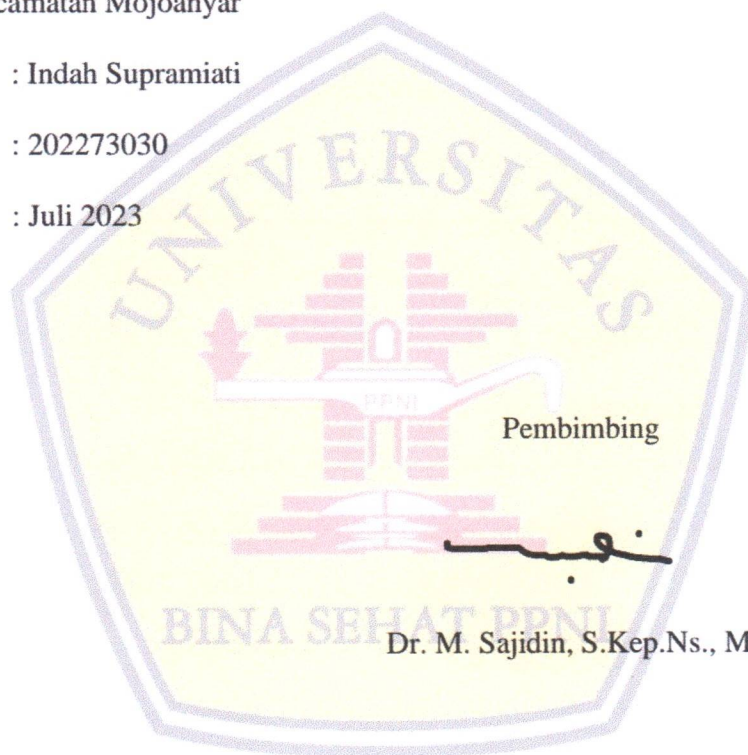 camatan Mojoanyar
: Indah Supramiati
: 202273030
: Juli 2023
UNIVERSITAS
PPNI
Pembimbing
BINA SEHAT PPNI
Dr. M. Sajidin, S.Kep.Ns., M